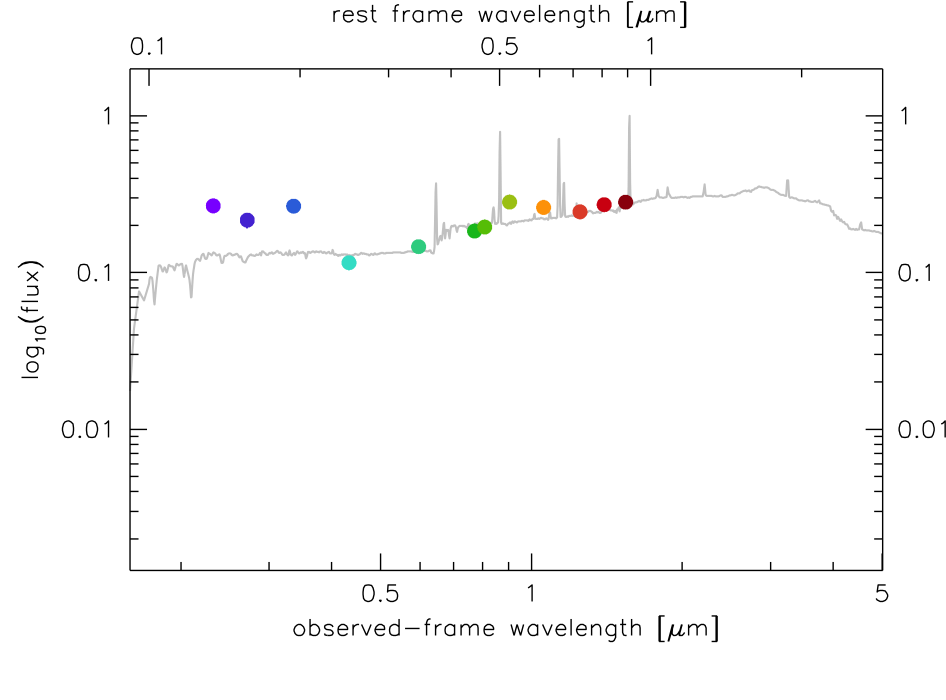 rest frame wavelength [μm]
0.1 0.5 1
1 1
0.1 0.1
0.01 0.01
log10(flux)
0.5 1 5
observed-frame wavelength [μm]